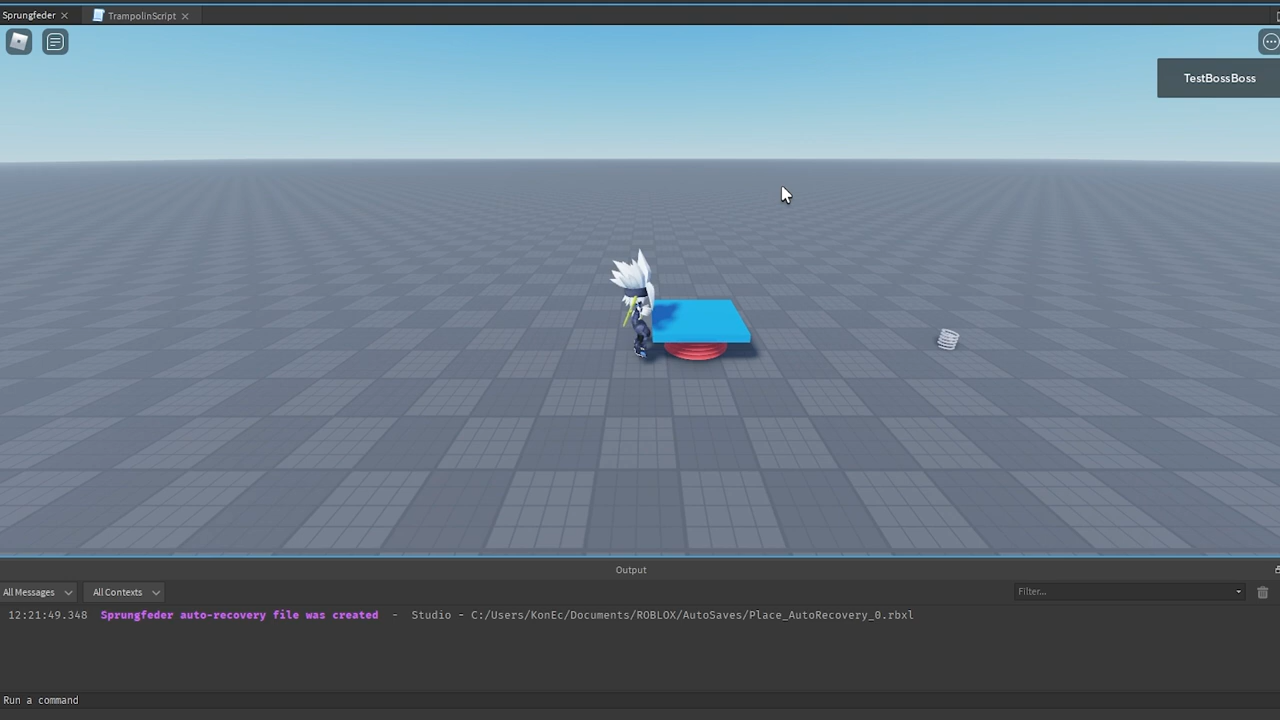 Sprungfeder
TrampolinScript
TestBossBoss
Output
All Messages
All Contexts
Filter...
12:21:49.348 Sprungfeder auto-recovery file was created - Studio - C:/Users/KonEc/Documents/ROBLOX/AutoSaves/Place_AutoRecovery_0.rbxl
Run a command